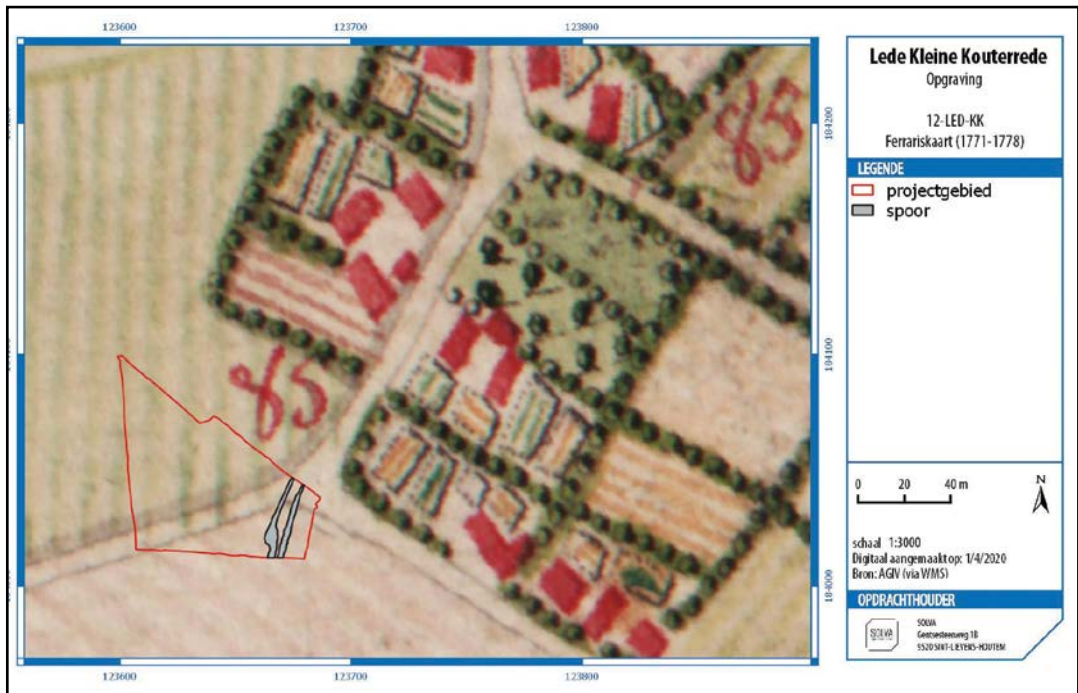 123600
123700
123800
184200
85
85
184100
184000
123600
123700
123800
Lede Kleine Kouterrede
Opgraving
12-LED-KK
Ferrariskaart (1771-1778)
LEGENDE
projectgebied
spoor
0 20 40 m
N
schaal 1:3000
Digitaal aangemaakt op: 1/4/2020
Bron: AGIV (via WMS)
OPDRACHTHOUDER
SOLVA
SOLVA
Gentsesteenweg 1B
9520 SINT-LIEVENS-HOUTEM